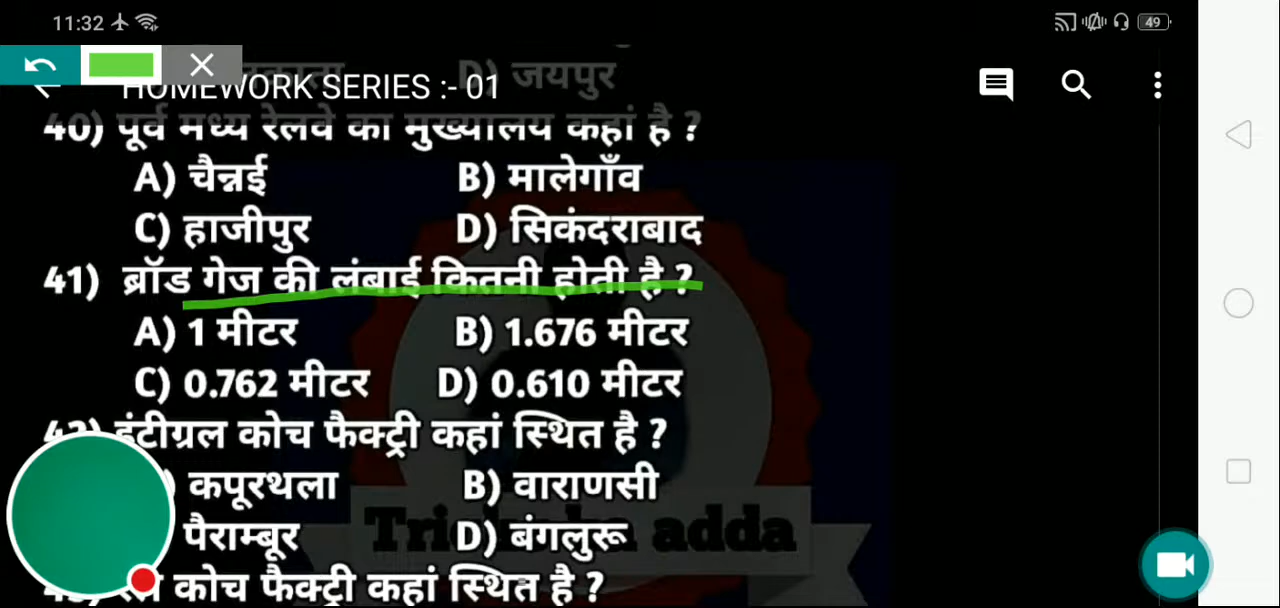 11:32
49
HOMEWORK SERIES :- 01
D) जयपुर
40) पूर्व मध्य रेलवे का मुख्यालय कहां है ?
A) चैन्नई B) मालेगाँव
C) हाजीपुर D) सिकंदराबाद
41) ब्रॉड गेज की लंबाई कितनी होती है ?
A) 1 मीटर B) 1.676 मीटर
C) 0.762 मीटर D) 0.610 मीटर
इंटीग्रल कोच फैक्ट्री कहां स्थित है ?
कपूरथला B) वाराणसी
पैराम्बूर D) बंगलुरू
adda
कोच फैक्ट्री कहां स्थित है ?